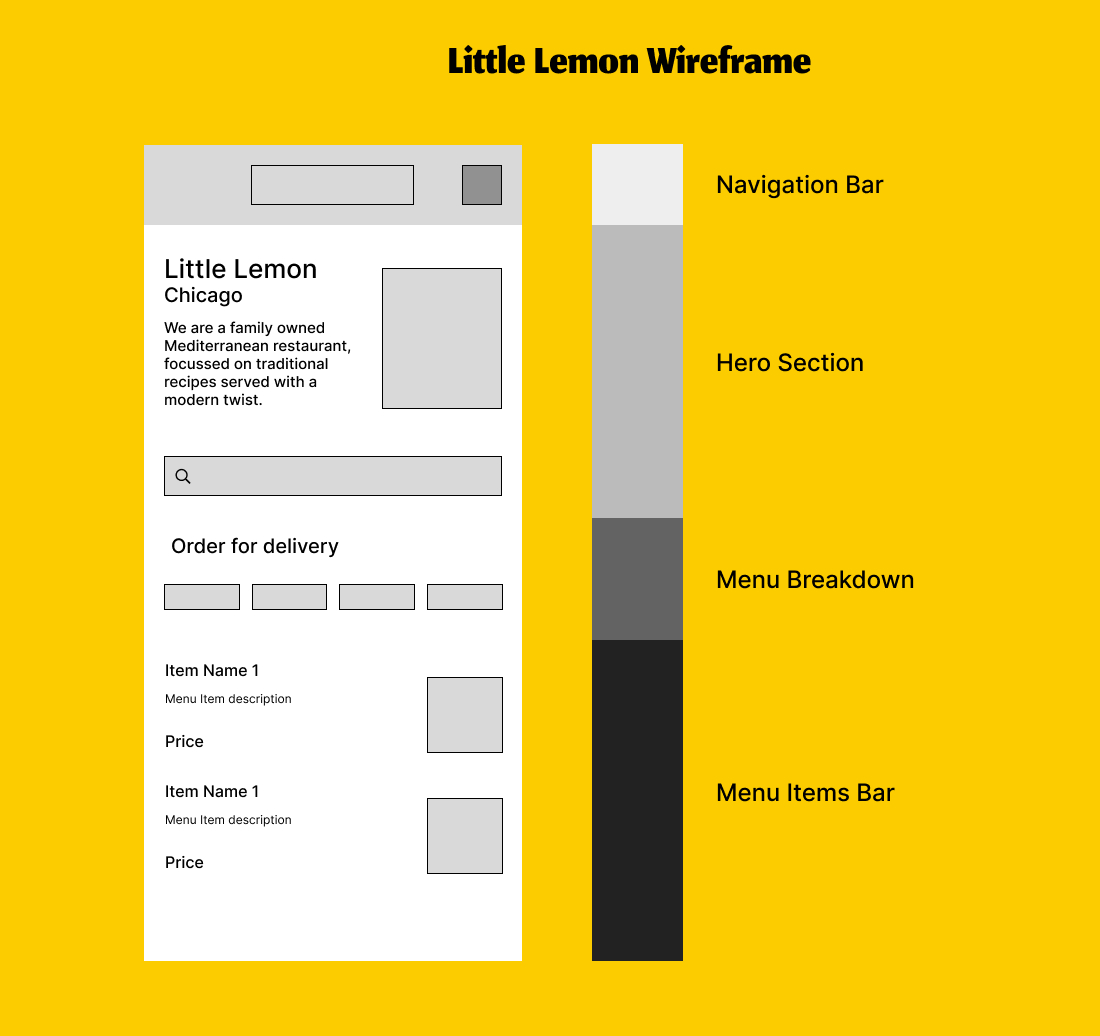 Little Lemon Wireframe
Navigation Bar
Little Lemon
Chicago
We are a family owned
Mediterranean restaurant,
focussed on traditional
recipes served with a
modern twist.
Hero Section
Order for delivery
Menu Breakdown
Item Name 1
Menu Item description
Price
Item Name 1
Menu Item description
Price
Menu Items Bar